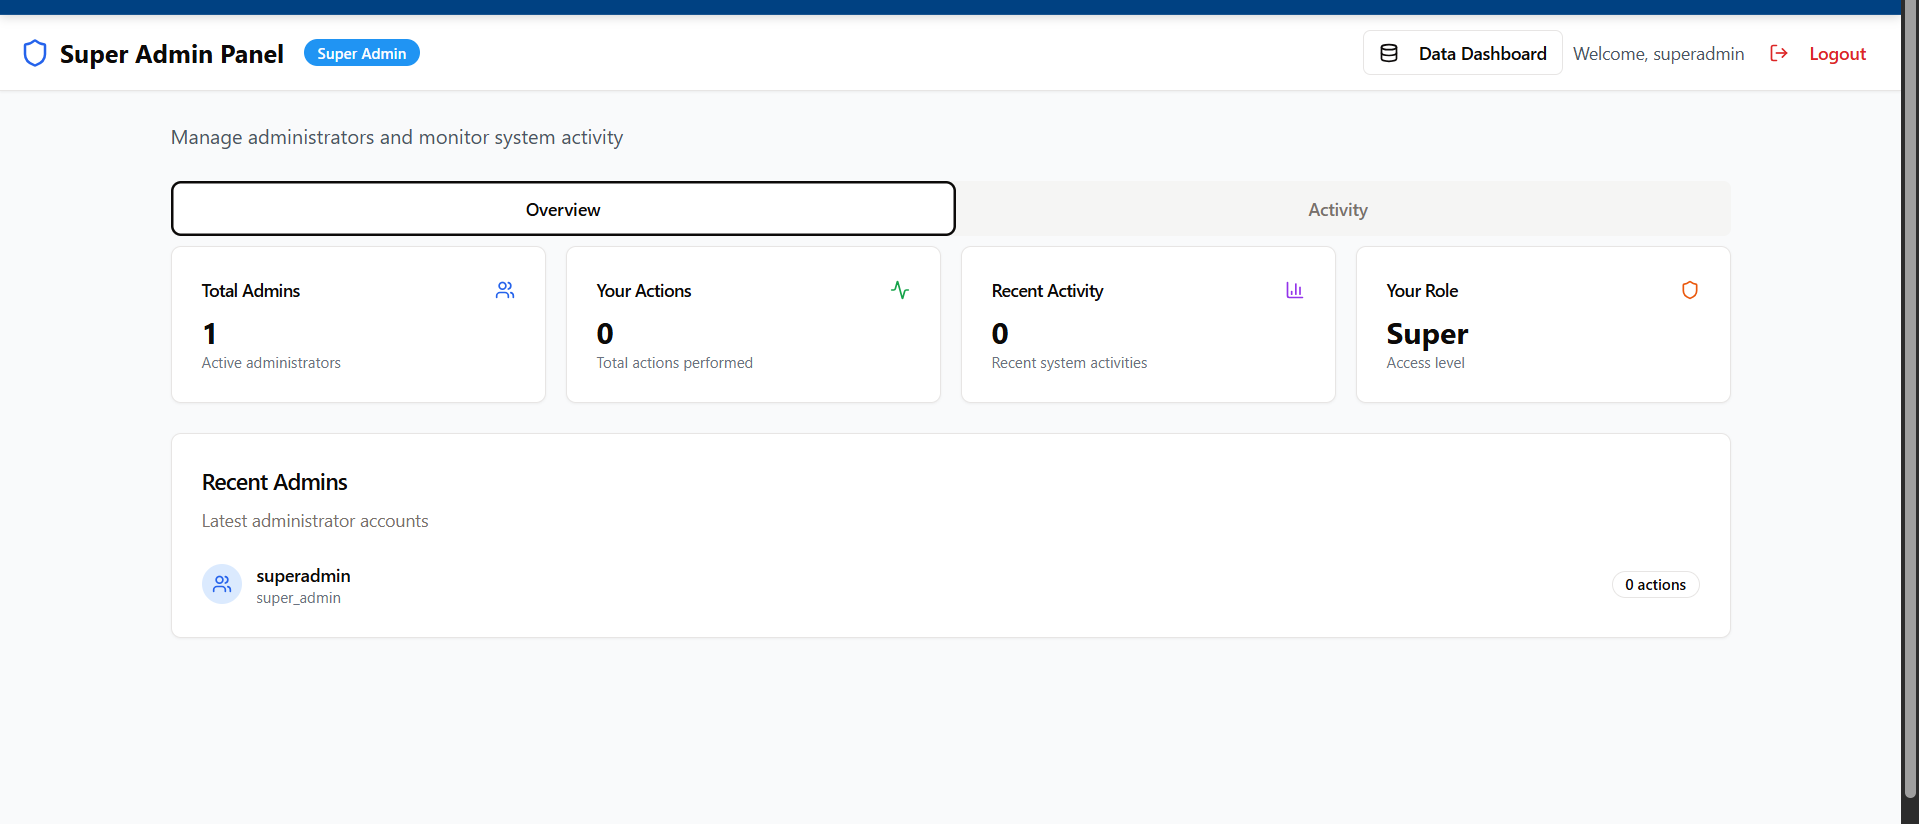 Super Admin Panel
Super Admin
Data Dashboard
Welcome, superadmin
Logout
Manage administrators and monitor system activity
Overview
Activity
Total Admins
1
Active administrators
Your Actions
0
Total actions performed
Recent Activity
0
Recent system activities
Your Role
Super
Access level
Recent Admins
Latest administrator accounts
superadmin
super_admin
0 actions